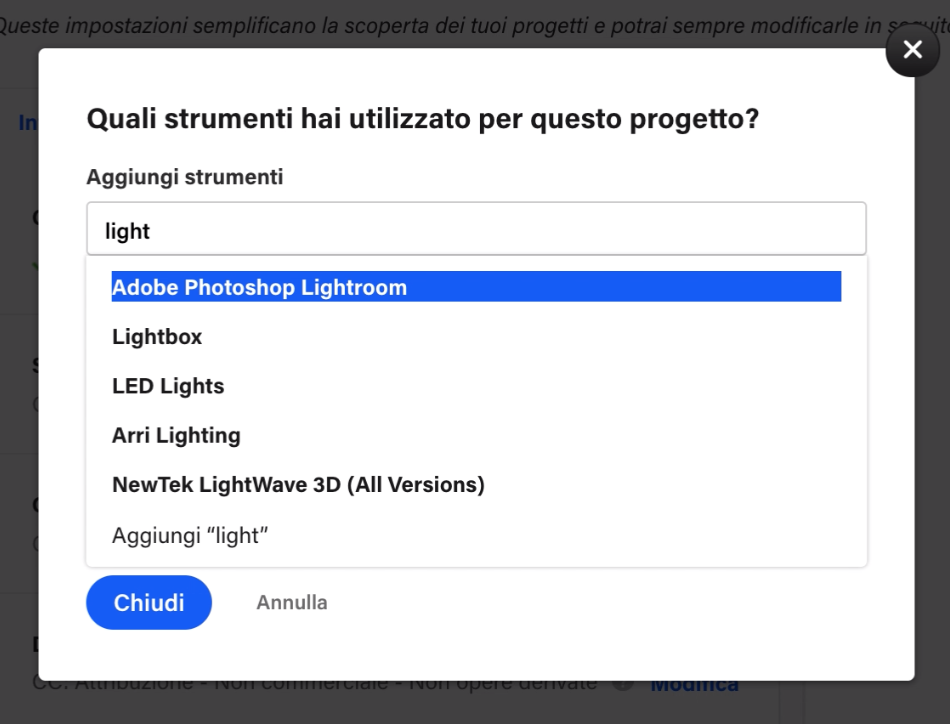 Queste impostazioni semplificano la scoperta dei tuoi progetti e potrai sempre modificarle in seguito
In
Quali strumenti hai utilizzato per questo progetto?
Aggiungi strumenti
light
Adobe Photoshop Lightroom
Lightbox
LED Lights
Arri Lighting
NewTek LightWave 3D (All Versions)
Aggiungi “light”
Chiudi
Annulla
CC: Attribuzione - Non commerciale - Non opere derivate
Modifica